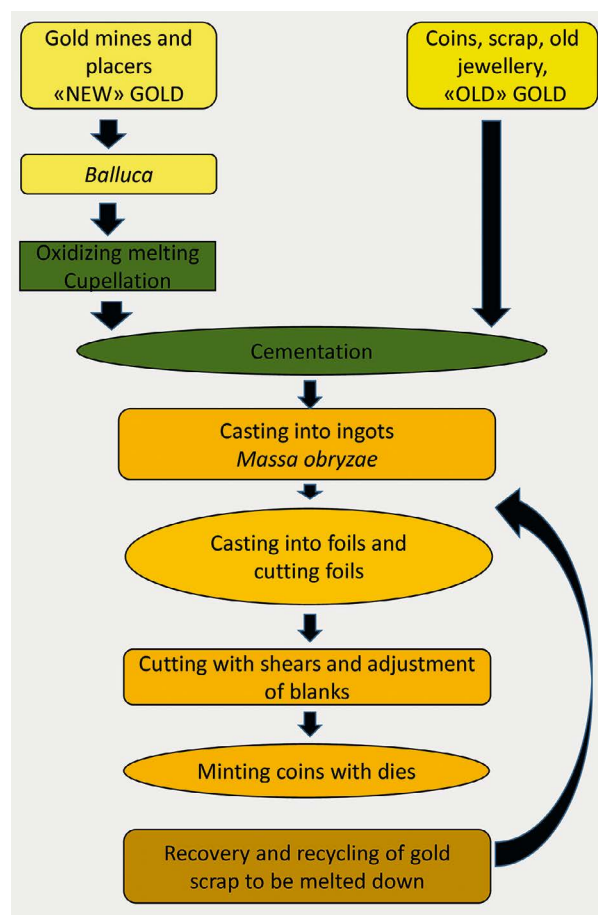 Gold mines and
placers
«NEW» GOLD
Coins, scrap, old
jewellery,
«OLD» GOLD
Balluca
Oxidizing melting
Cupellation
Cementation
Casting into ingots
Massa obryzae
Casting into foils and
cutting foils
Cutting with shears and adjustment
of blanks
Minting coins with dies
Recovery and recycling of gold
scrap to be melted down